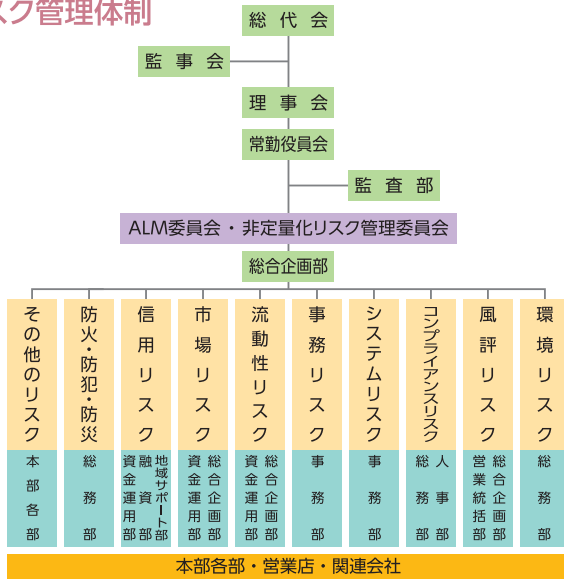 スク管理体制
総代会
監事会
理事会
常勤役員会
監査部
ALM委員会・非定量化リスク管理委員会
総合企画部
環境リスク
風評リスク
コンプライアンスリスク
システムリスク
事務リスク
流動性リスク
市場リスク
信用リスク
防火・防犯・防災
その他のリスク
総務部
総合企画部
営業統括部
人事部
総務部
事務部
事務部
総合企画部
資金運用部
総合企画部
資金運用部
地域サポート部
融資部
資金運用部
総務部
本部各部
本部各部・営業店・関連会社